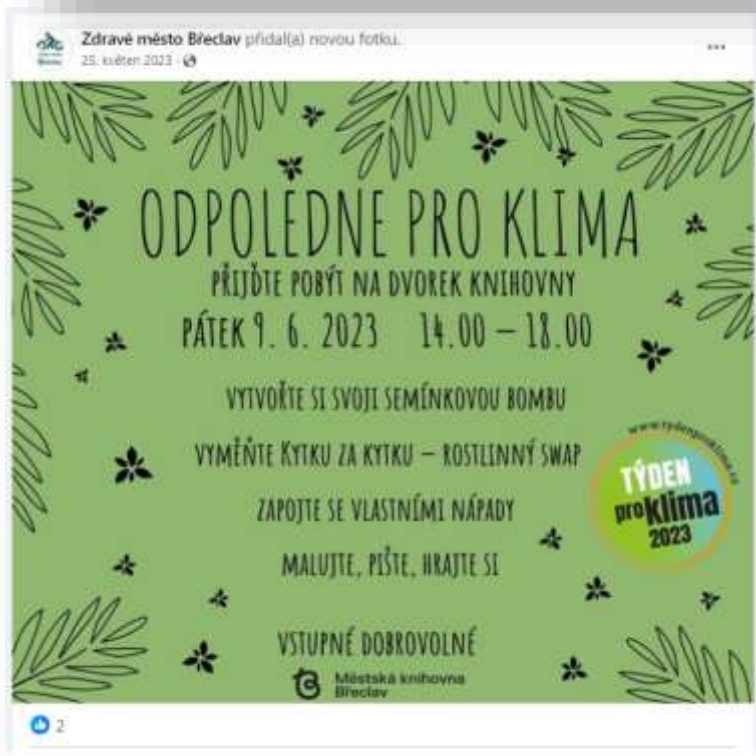 Zdravé město Břeclav přidal(a) novou fotku.
25. květen 2023
ODPOLEDNE PRO KLIMA
PŘIJĎTE POBÝT NA DVOREK KNIHOVNY
PÁTEK 9. 6. 2023 14.00 – 18.00
VYTVOŘTE SI SVOJI SEMÍNKOVOU BOMBU
VYMĚŇTE KYTKU ZA KYTKU – ROSTLINNÝ SWAP
www.tydenproklima.cz
TÝDEN
pro klima
2023
ZAPOJTE SE VLASTNÍMI NÁPADY
MALUJTE, PIŠTE, HRAJTE SI
VSTUPNÉ DOBROVOLNÉ
Městská knihovna
Břeclav
2